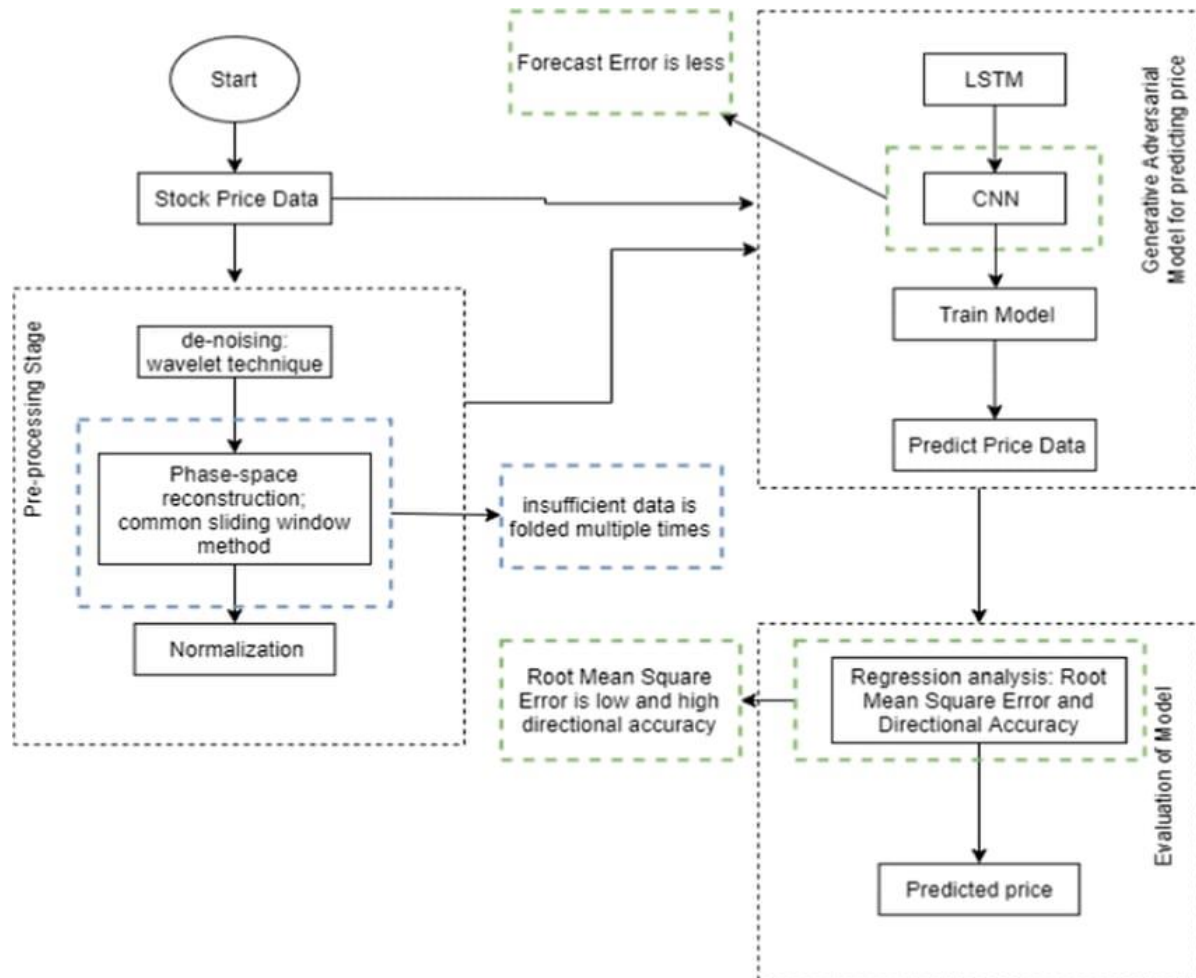 Start
Stock Price Data
Pre-processing Stage
de-noising:
wavelet technique
Phase-space
reconstruction;
common sliding window
method
insufficient data is
folded multiple times
Normalization
Forecast Error is less
Generative Adversarial
Model for predicting price
LSTM
CNN
Train Model
Predict Price Data
Evaluation of Model
Regression analysis: Root
Mean Square Error and
Directional Accuracy
Root Mean Square
Error is low and high
directional accuracy
Predicted price